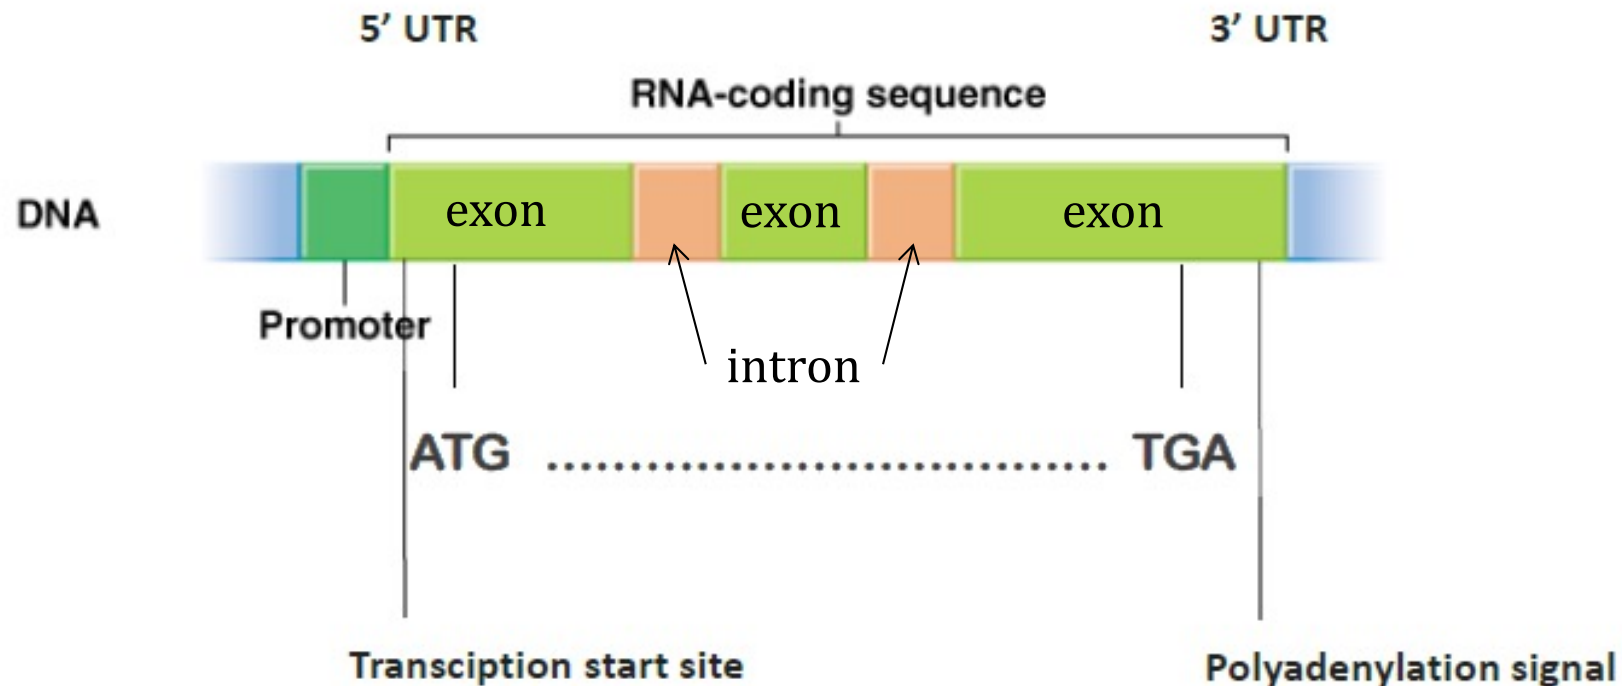 5’ UTR
3’ UTR
RNA-coding sequence
DNA
exon
exon
exon
Promoter
intron
ATG ................................. TGA
Transciption start site
Polyadenylation signal